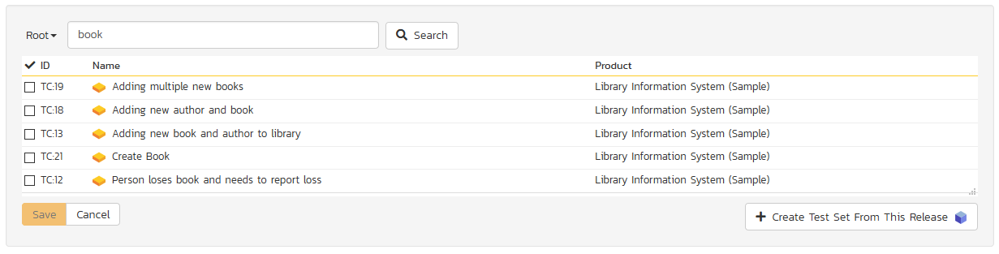 Root book Search
ID Name Product
TC:19 Adding multiple new books Library Information System (Sample)
TC:18 Adding new author and book Library Information System (Sample)
TC:13 Adding new book and author to library Library Information System (Sample)
TC:21 Create Book Library Information System (Sample)
TC:12 Person loses book and needs to report loss Library Information System (Sample)
Save Cancel Create Test Set From This Release